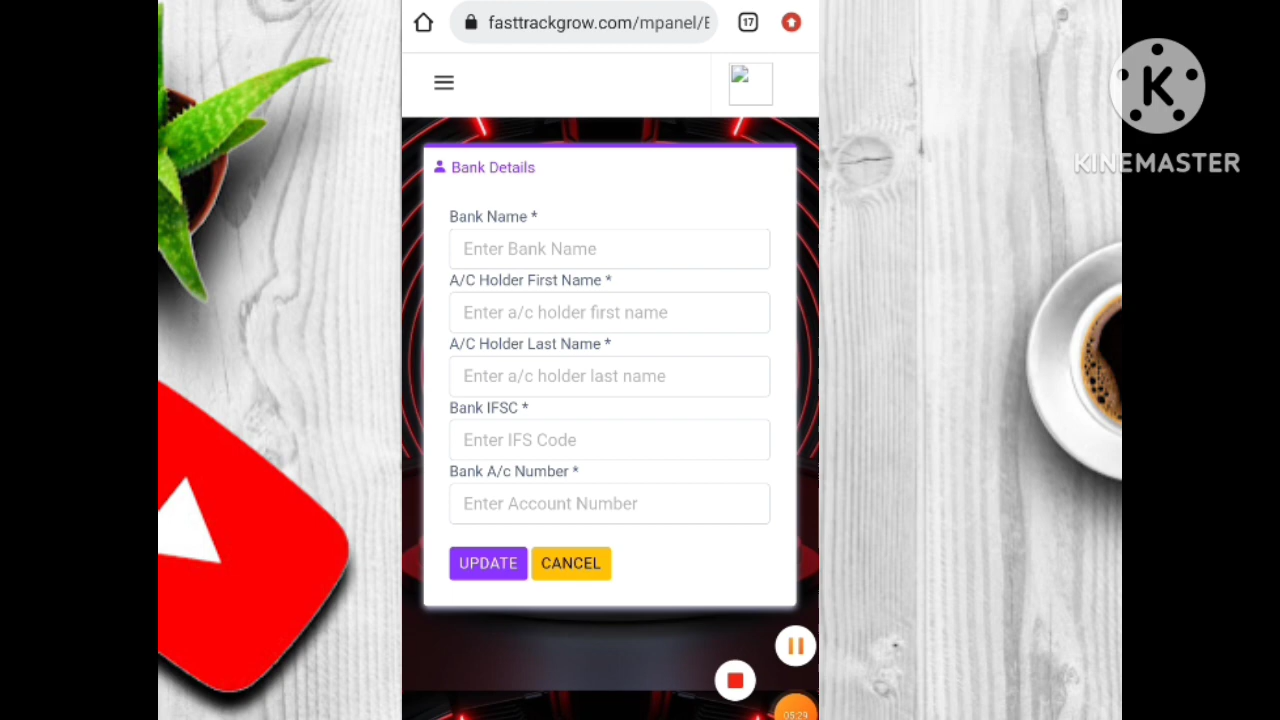 fasttrackgrow.com/mpanel/E
17
KINEMASTER
Bank Details
Bank Name *
Enter Bank Name
A/C Holder First Name *
Enter a/c holder first name
A/C Holder Last Name *
Enter a/c holder last name
Bank IFSC *
Enter IFS Code
Bank A/c Number *
Enter Account Number
UPDATE CANCEL
05:29